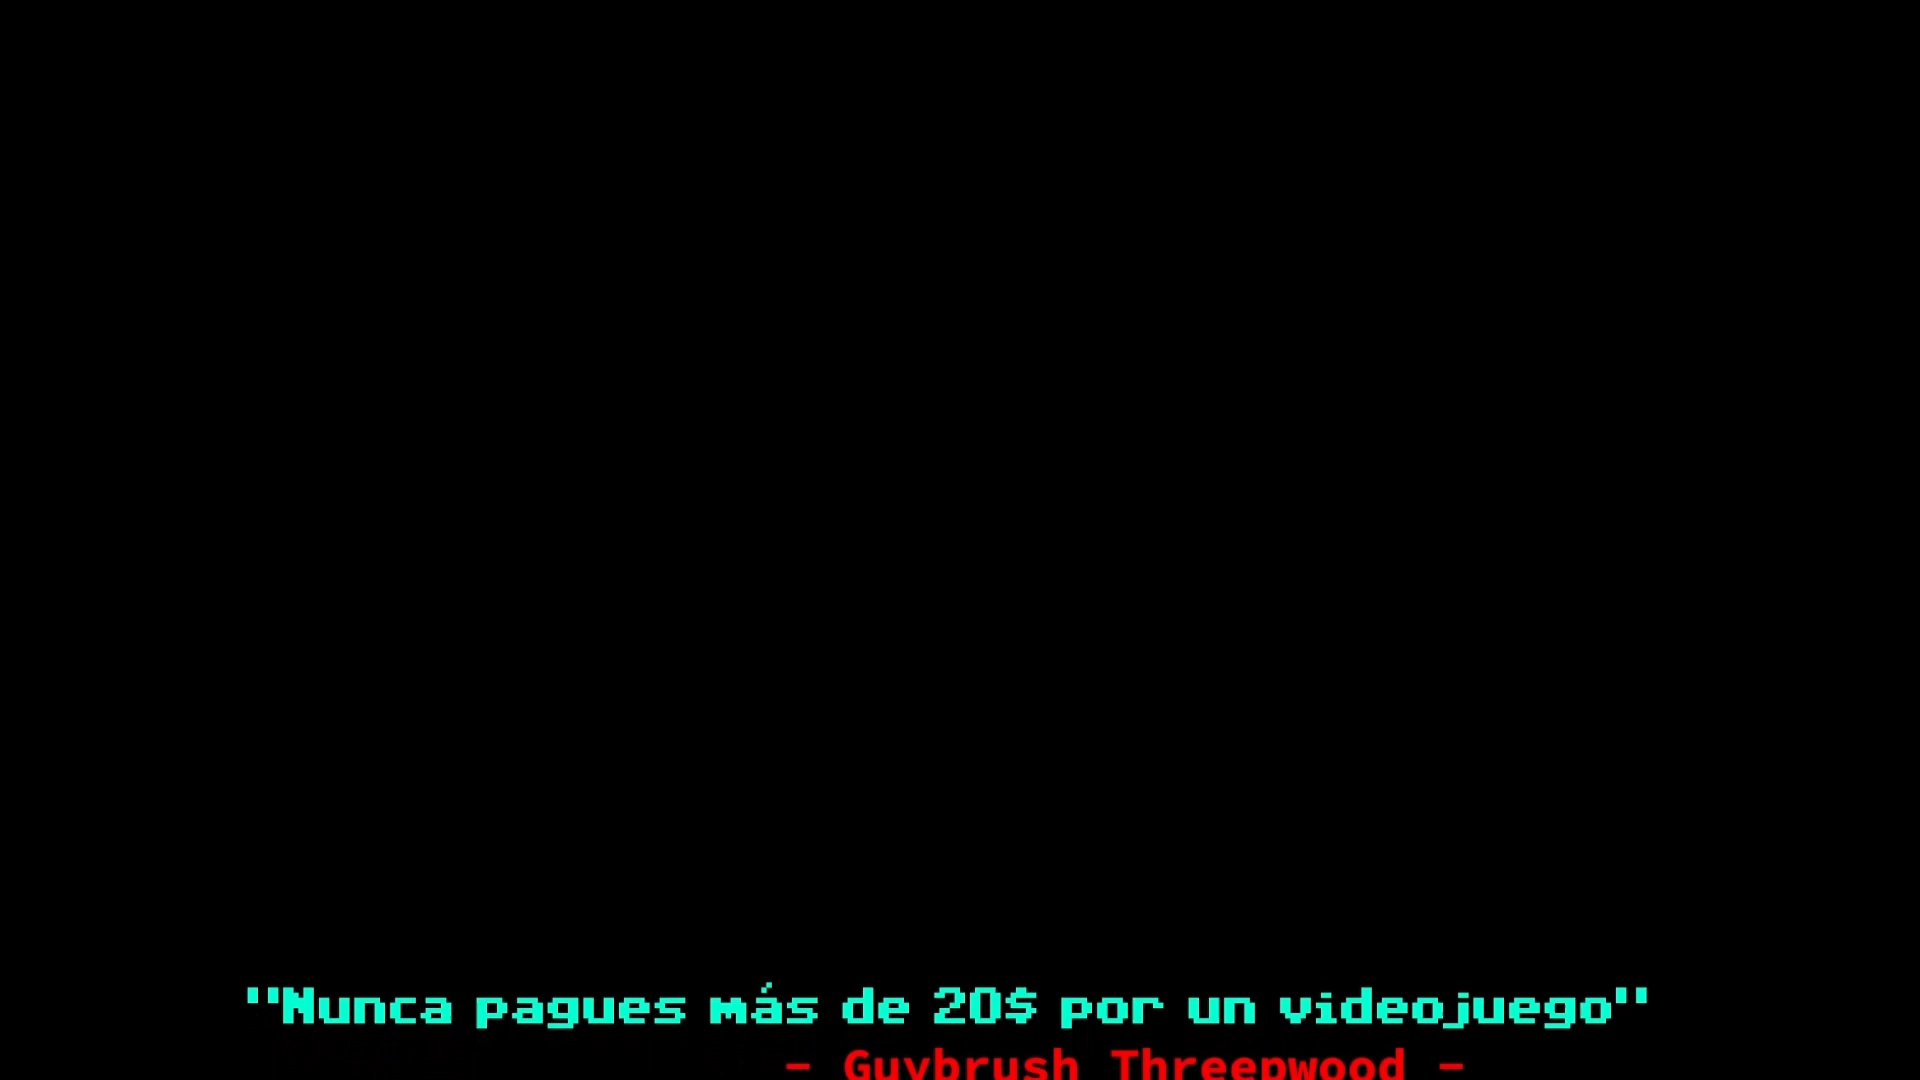 "Nunca pagues más de 20$ por un videojuego"
- Guybrush Threepwood -